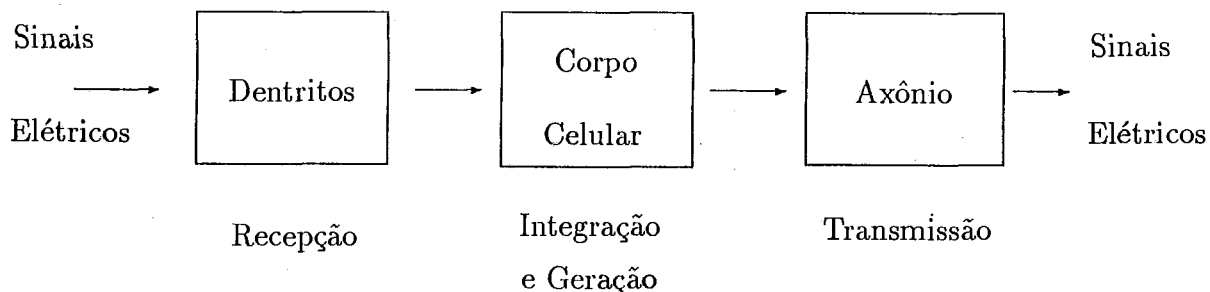 Sinais
Elétricos
Dentritos
Recepção
Corpo
Celular
Integração
e Geração
Axônio
Transmissão
Sinais
Elétricos